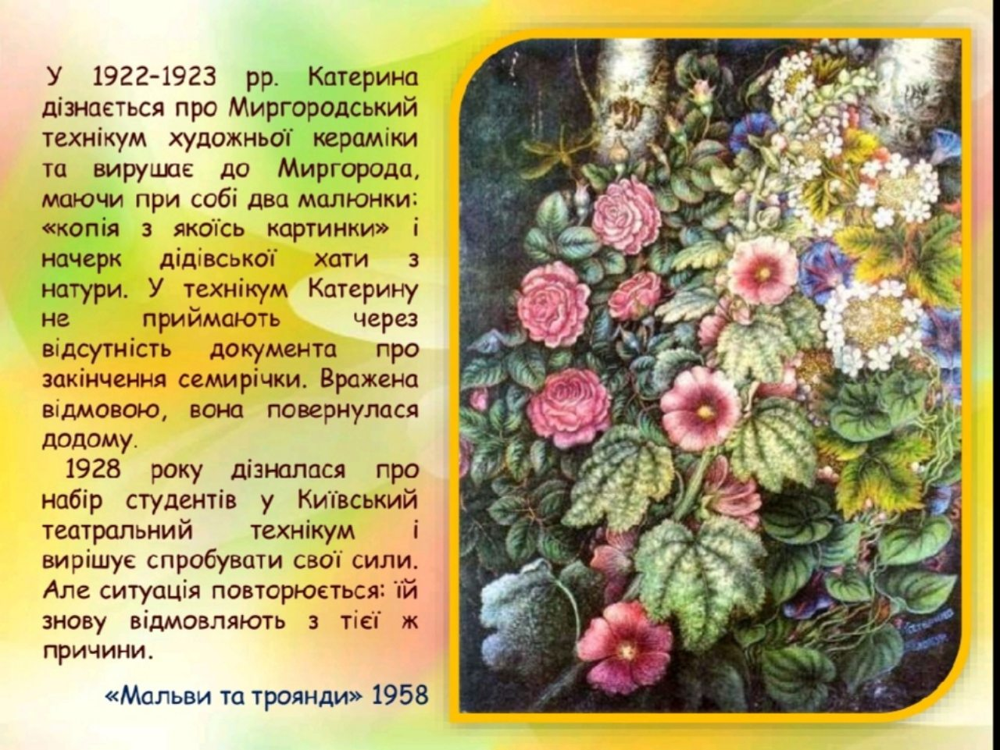 У 1922-1923 рр. Катерина
дізнається про Миргородський
технікум художньої кераміки
та вирушає до Миргорода,
маючи при собі два малюнки:
«копія з якоїсь картинки» і
начерк дідівської хати з
натури. У технікум Катерину
не приймають через
відсутність документа про
закінчення семирічки. Вражена
відмовою, вона повернулася
додому.
1928 року дізналася про
набір студентів у Київський
театральний технікум і
вирішує спробувати свої сили.
Але ситуація повторюється: їй
знову відмовляють з тієї ж
причини.
«Мальви та троянди» 1958